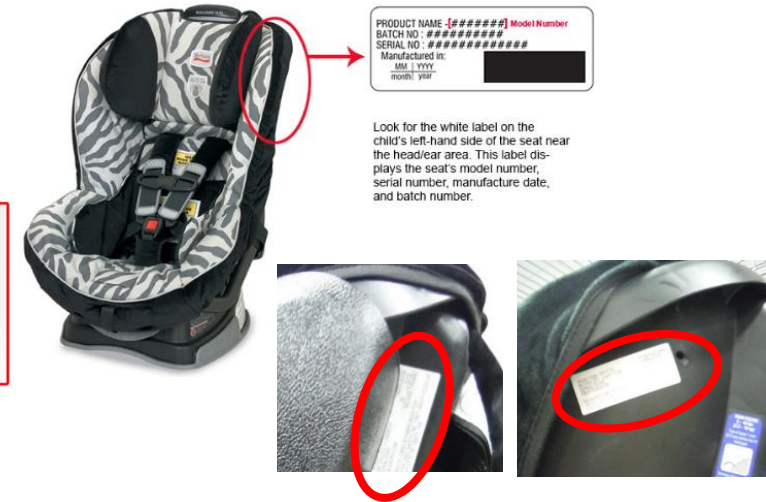 PRODUCT NAME -[#######] Model Number
BATCH NO : ##########
SERIAL NO : #############
Manufactured in:
MM | YYYY
month| year
Look for the white label on the
child's left-hand side of the seat near
the head/ear area. This label dis-
plays the seat's model number,
serial number, manufacture date,
and batch number.